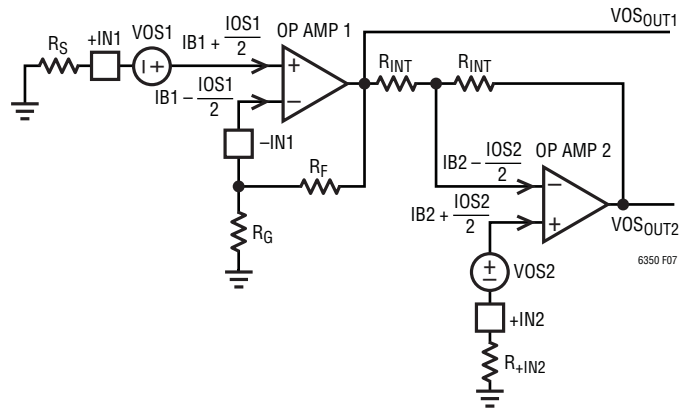 VOS_OUT1
R_S
+IN1
VOS1
IB1 + IOS1/2
OP AMP 1
+
R_INT
R_INT
IB1 – IOS1/2
–
–IN1
R_F
R_G
IB2 – IOS2/2
OP AMP 2
–
IB2 + IOS2/2
+
VOS_OUT2
6350 F07
+
–
VOS2
+IN2
R_+IN2